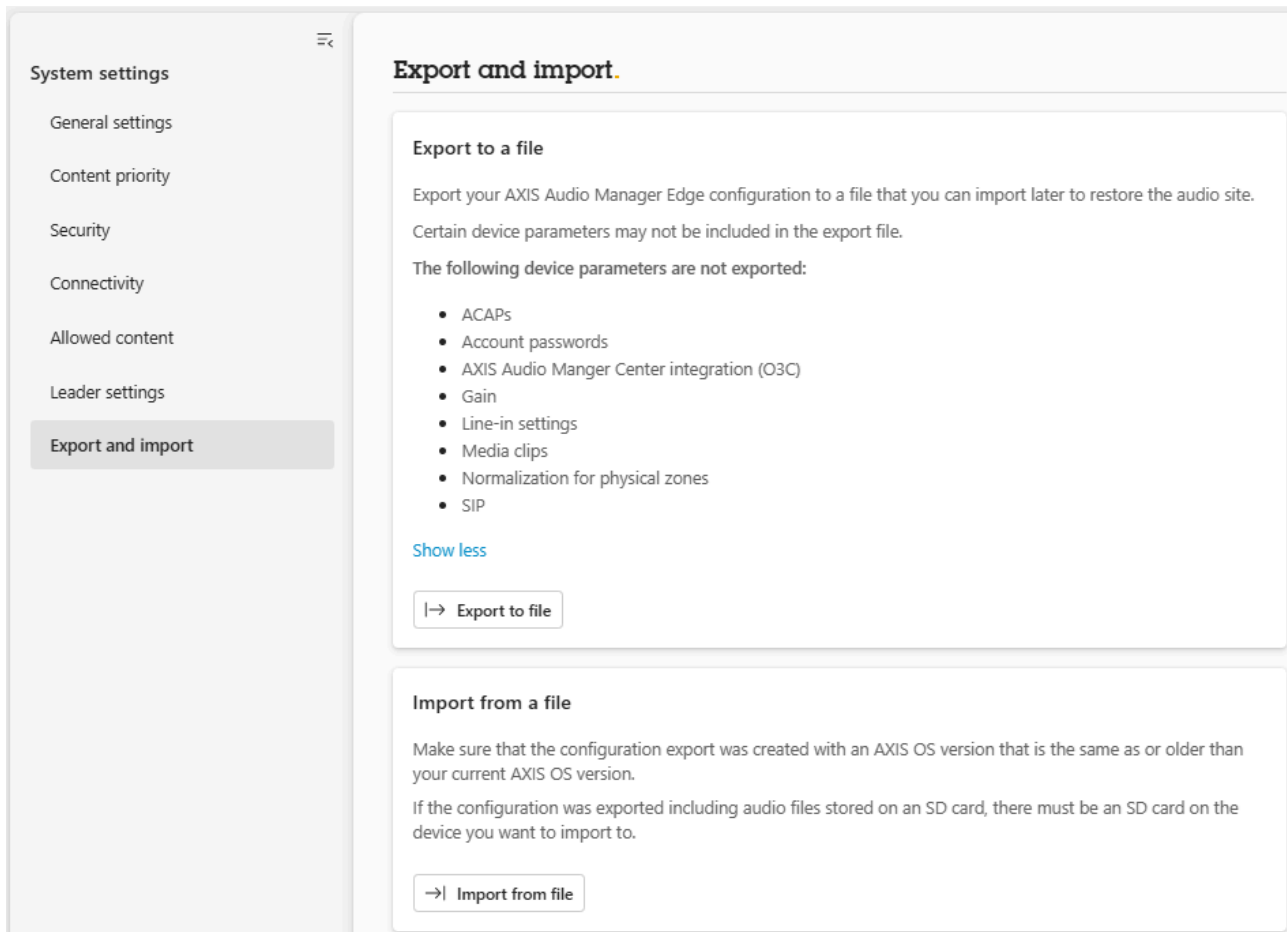 System settings
General settings
Content priority
Security
Connectivity
Allowed content
Leader settings
Export and import
Export and import.
Export to a file
Export your AXIS Audio Manager Edge configuration to a file that you can import later to restore the audio site.
Certain device parameters may not be included in the export file.
The following device parameters are not exported:
• ACAPs
• Account passwords
• AXIS Audio Manger Center integration (O3C)
• Gain
• Line-in settings
• Media clips
• Normalization for physical zones
• SIP
Show less
Export to file
Import from a file
Make sure that the configuration export was created with an AXIS OS version that is the same as or older than
your current AXIS OS version.
If the configuration was exported including audio files stored on an SD card, there must be an SD card on the
device you want to import to.
Import from file